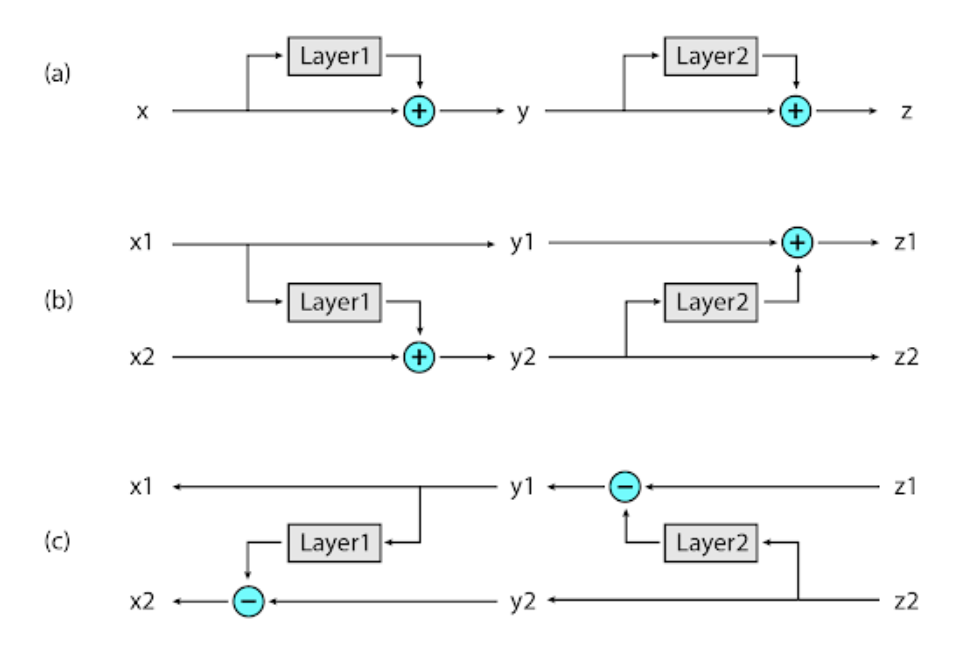 Layer1 Layer2
(a)
x + y + z
x1 y1 + z1
(b) Layer1 Layer2
x2 + y2 z2
x1 y1 − z1
(c) Layer1 Layer2
x2 − y2 z2